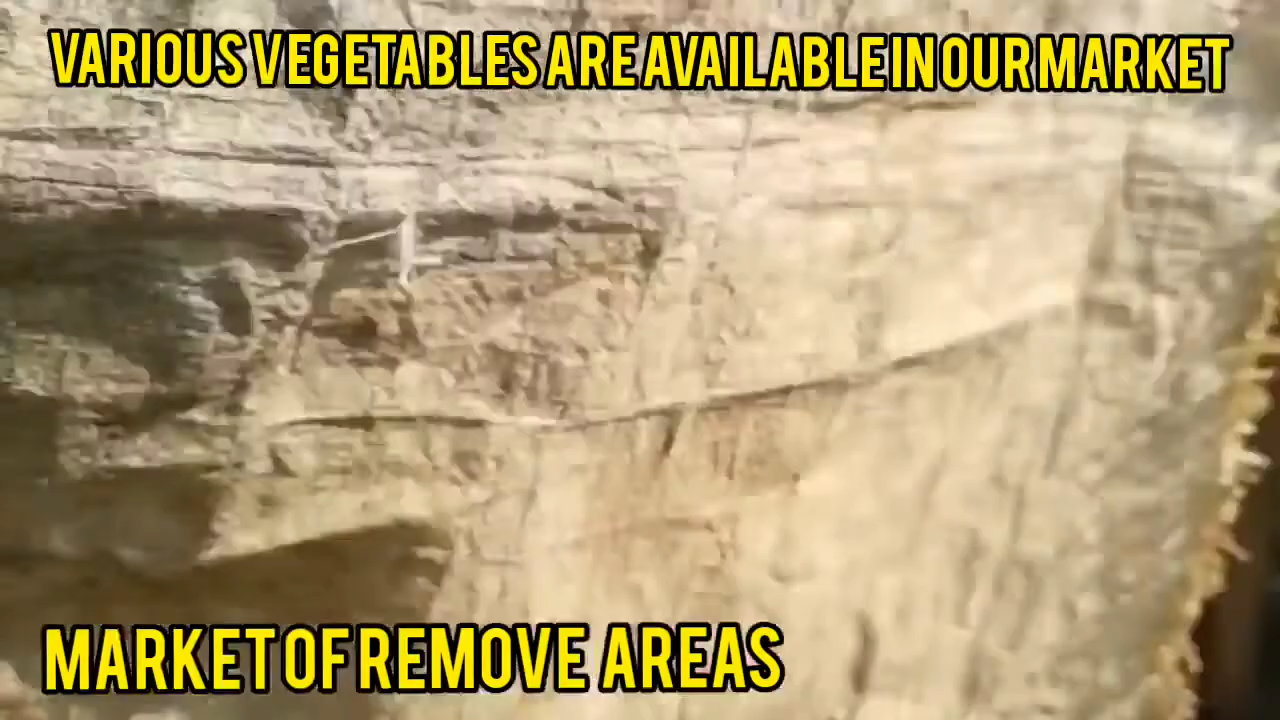 VARIOUS VEGETABLES ARE AVAILABLE IN OUR MARKET
MARKET OF REMOVE AREAS